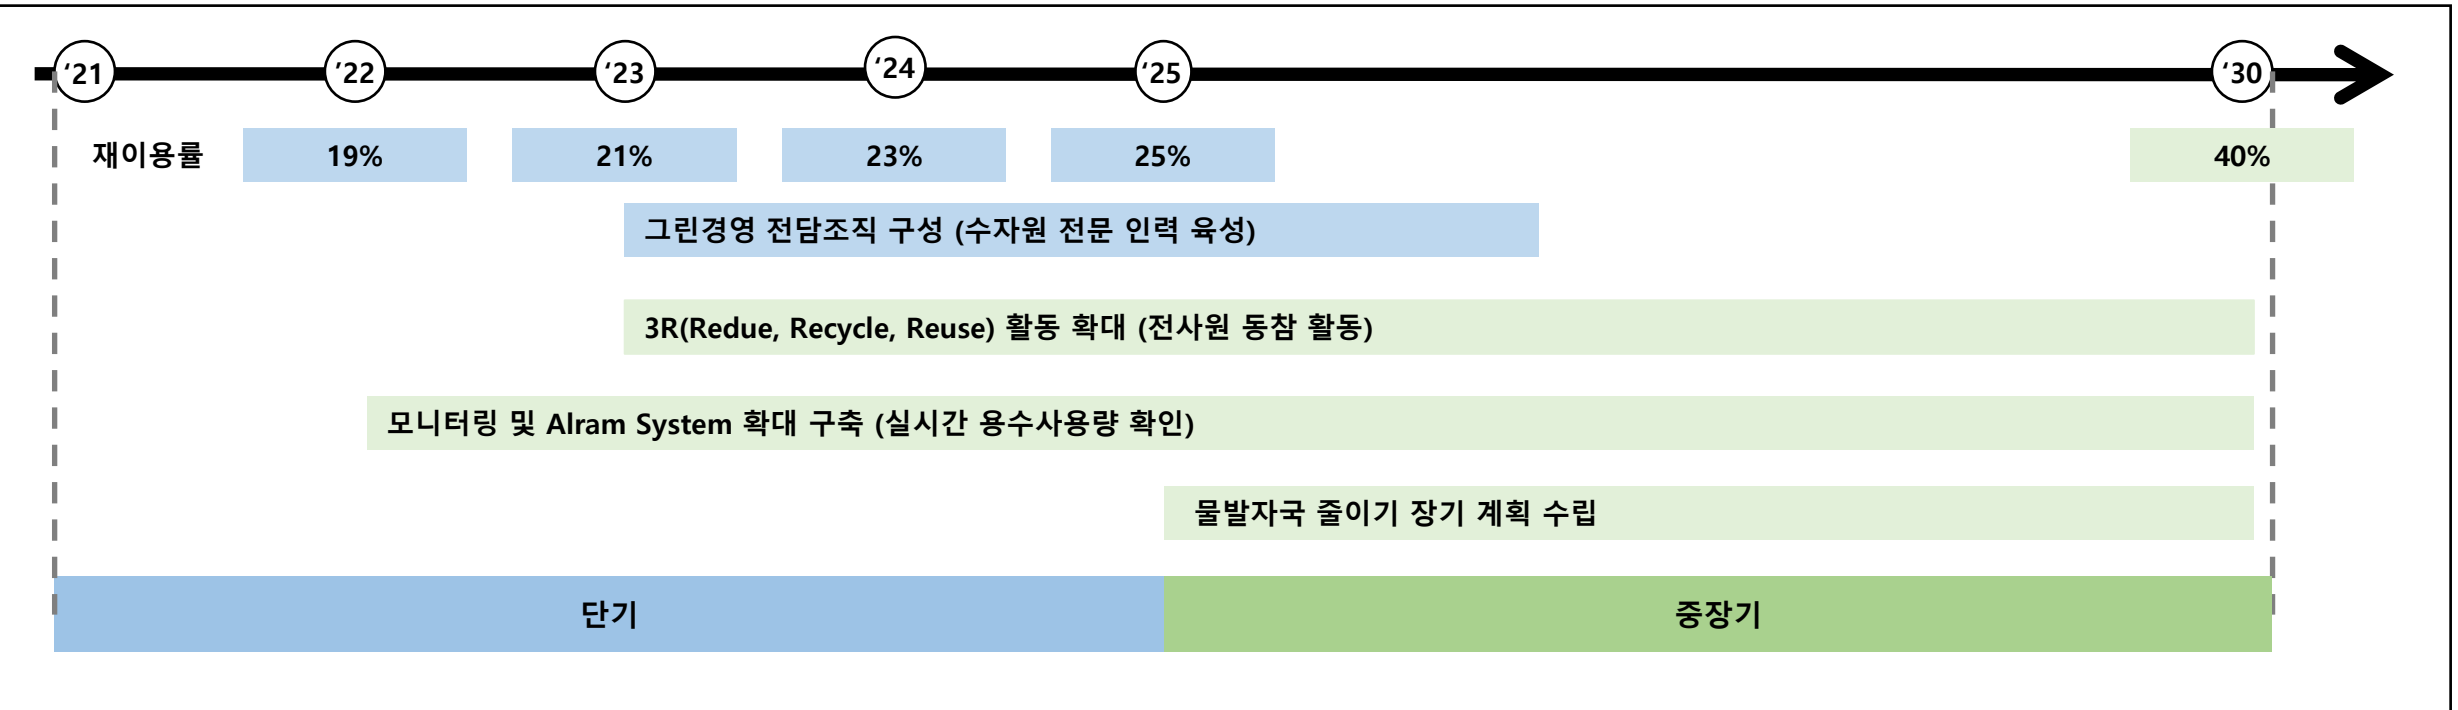 ‘21 ’22 ‘23 ‘24 ‘25 ‘30
재이용률 19% 21% 23% 25% 40%
그린경영 전담조직 구성 (수자원 전문 인력 육성)
3R(Redue, Recycle, Reuse) 활동 확대 (전사원 동참 활동)
모니터링 및 Alram System 확대 구축 (실시간 용수사용량 확인)
물발자국 줄이기 장기 계획 수립
단기 중장기